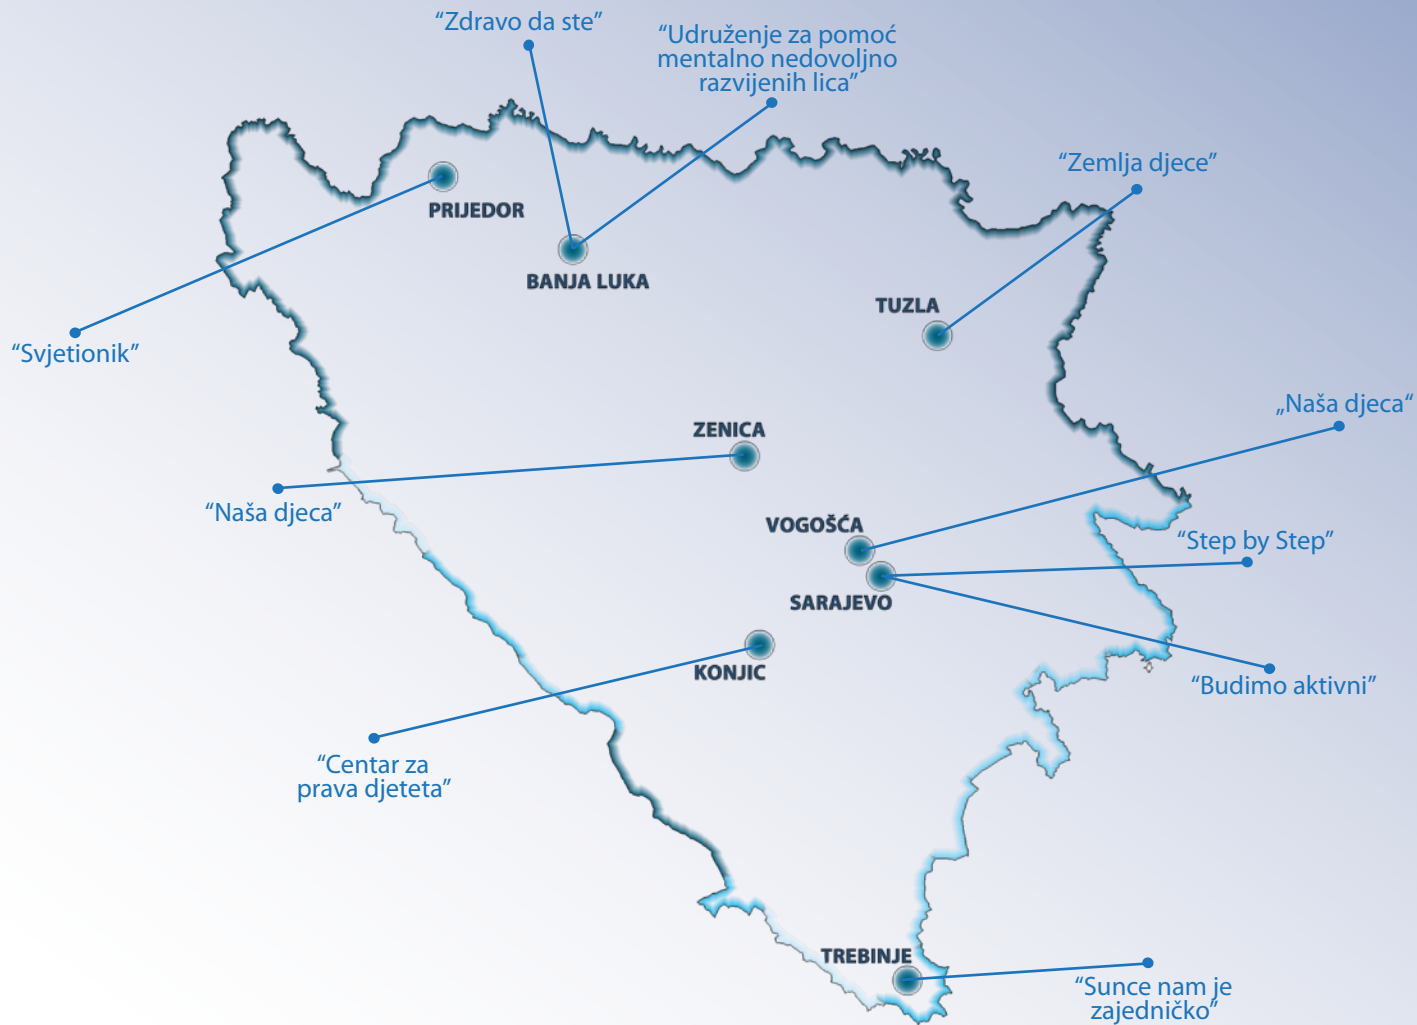 “Zdravo da ste”
“Udruženje za pomoć
mentalno nedovoljno
razvijenih lica”
“Zemlja djece”
PRIJEDOR
BANJA LUKA
TUZLA
“Svjetionik”
„Naša djeca“
ZENICA
“Naša djeca”
VOGOŠĆA
“Step by Step”
SARAJEVO
KONJIC
“Budimo aktivni”
“Centar za
prava djeteta”
TREBINJE
“Sunce nam je
zajedničko”